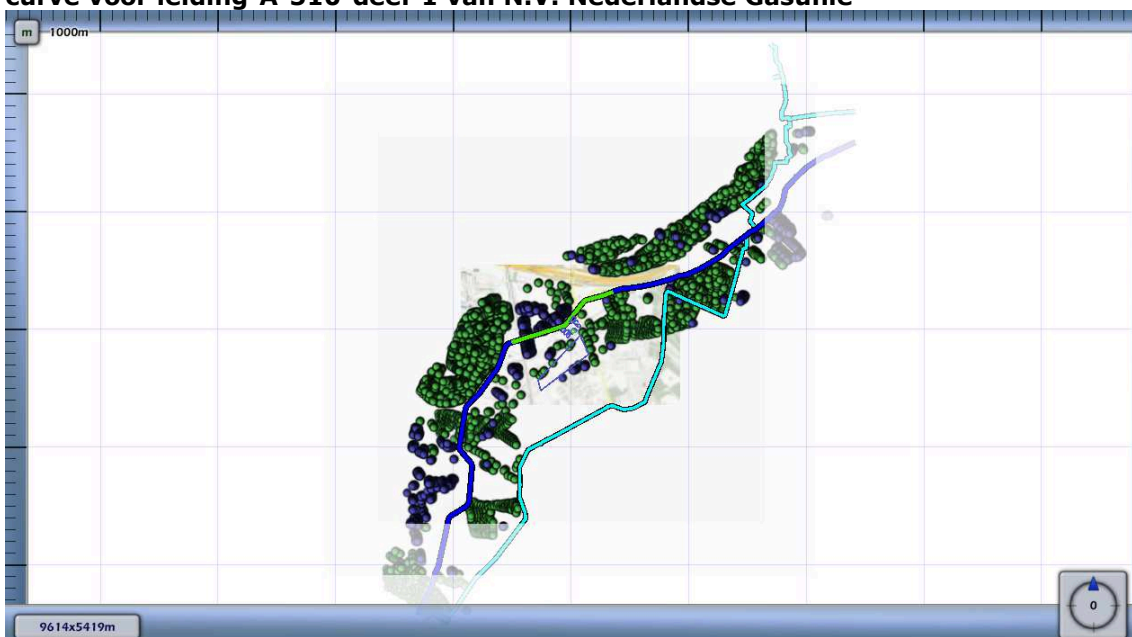 curve voor leiding A-510-deel-1 van N.V. Nederlandse Gasunie
m 1000m
0
9614x5419m